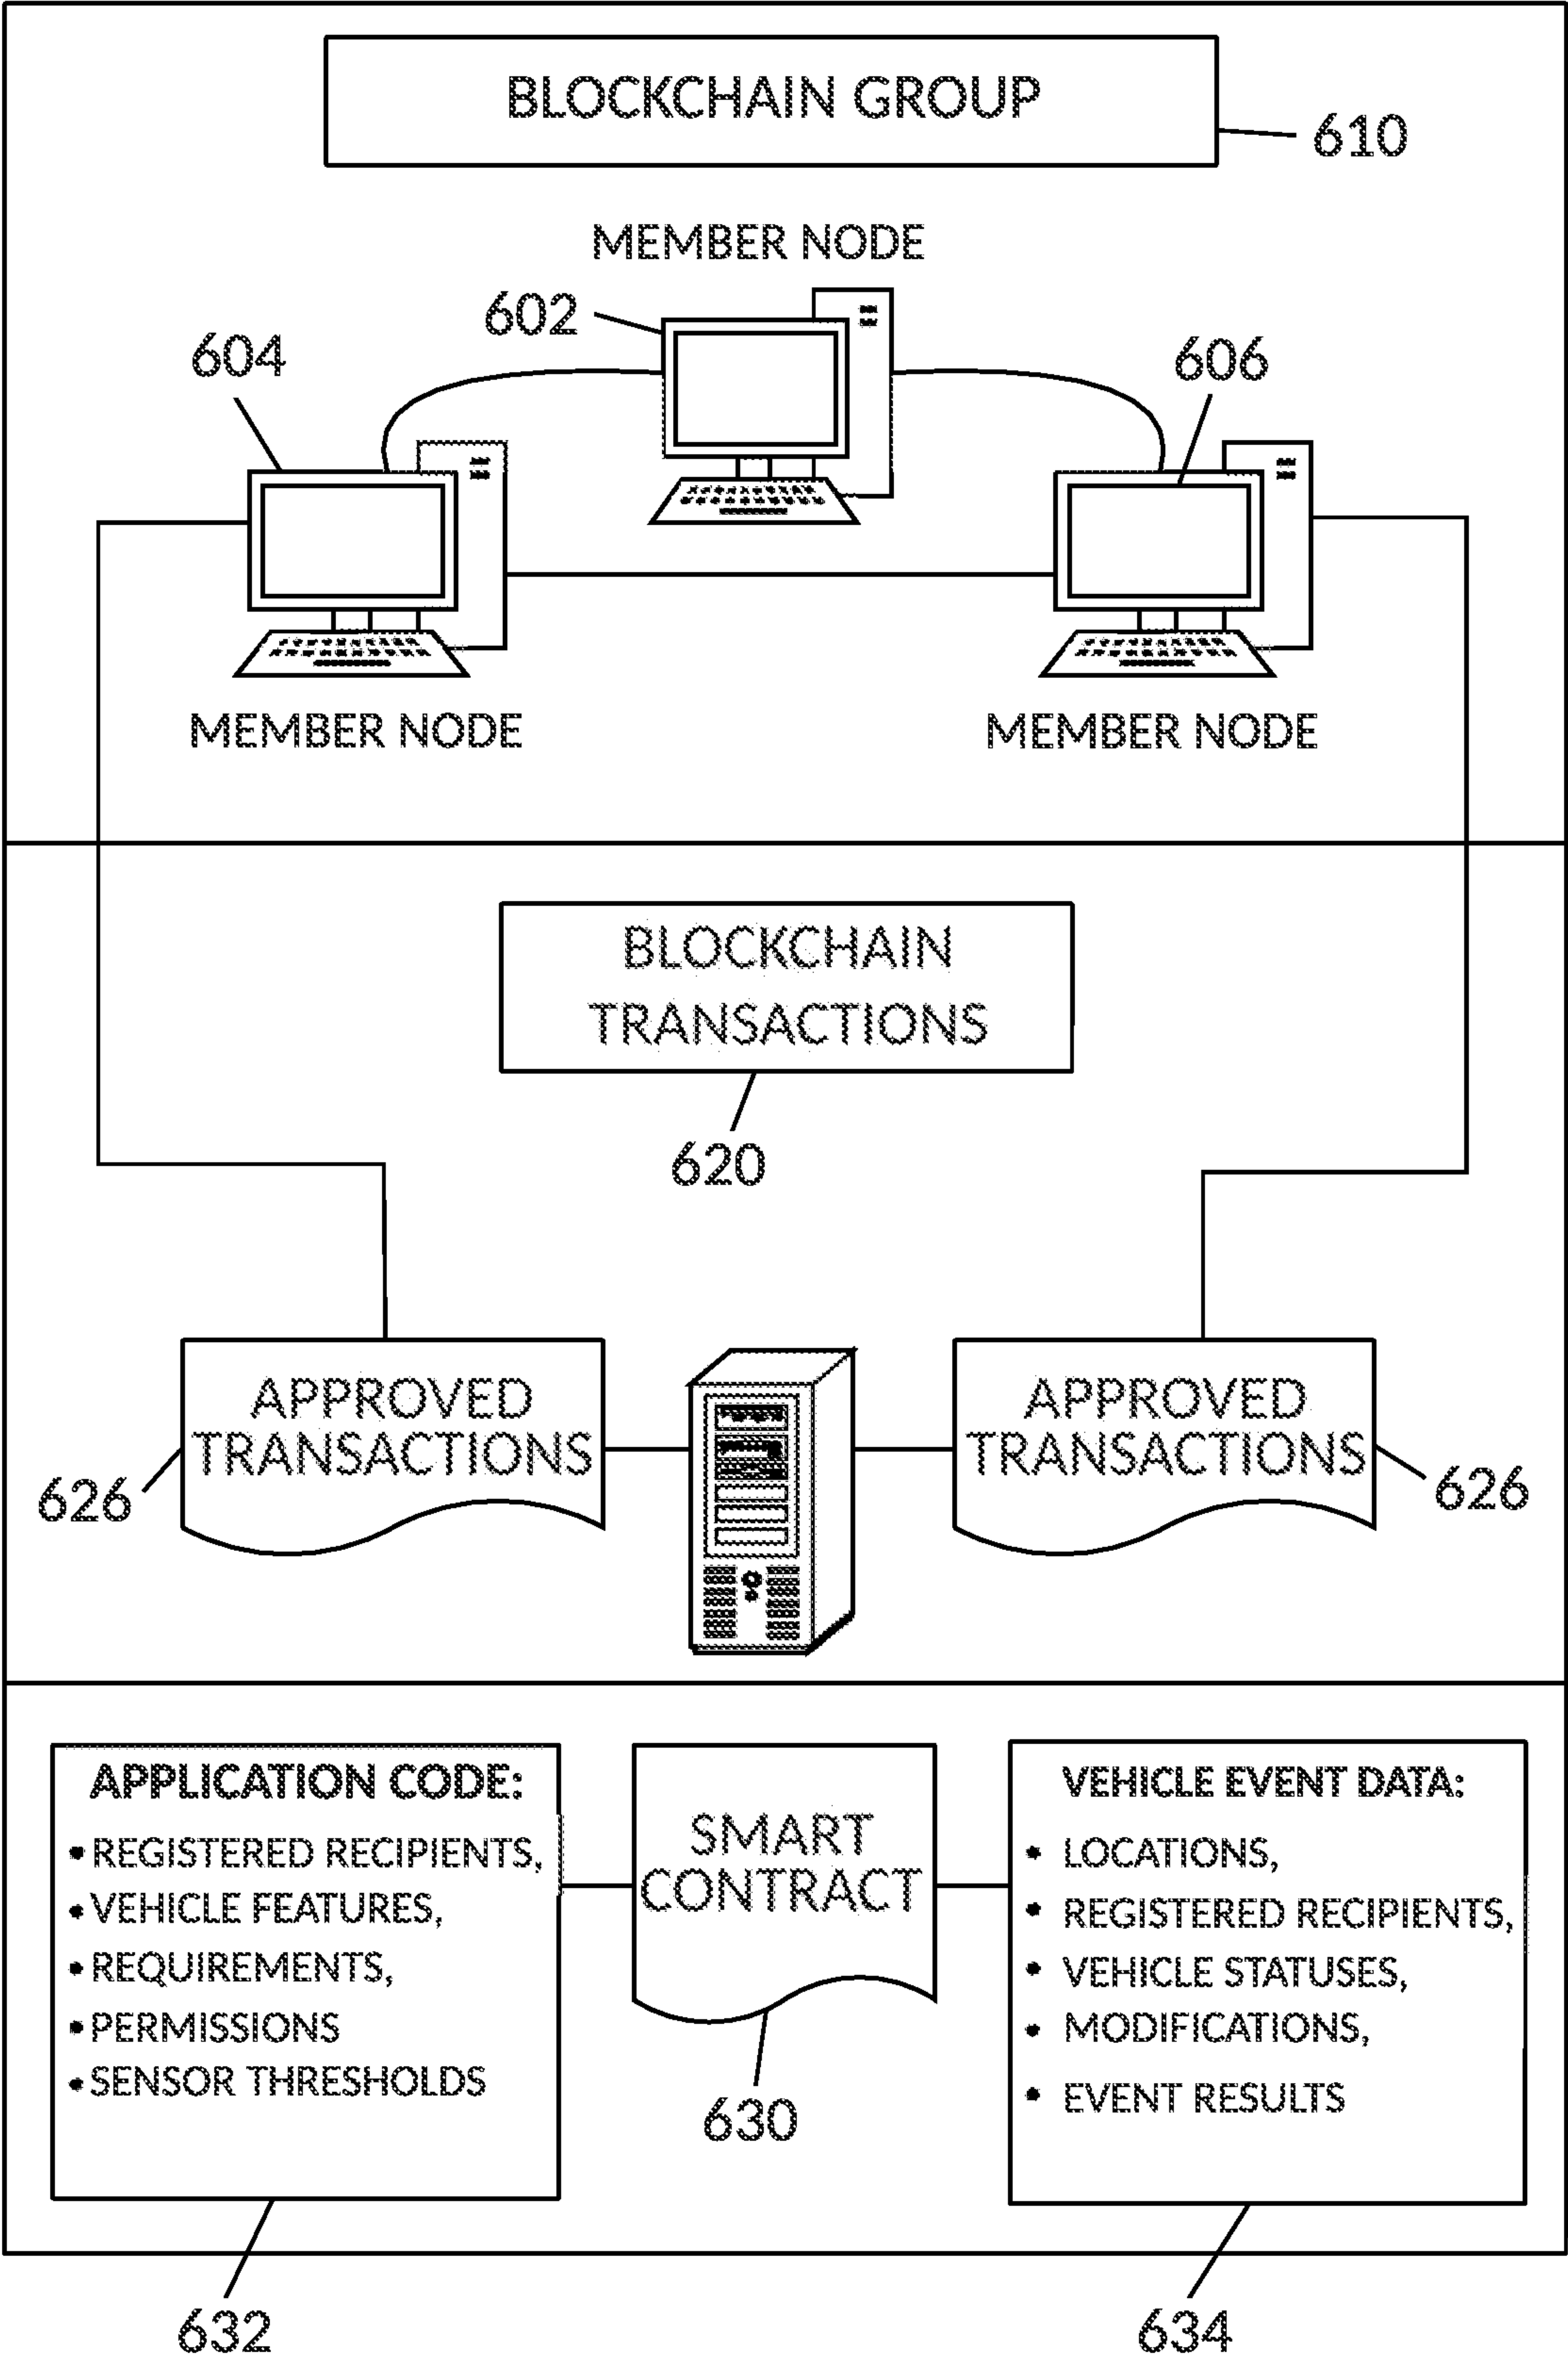 BLOCKCHAIN GROUP
610
MEMBER NODE
602
604
606
MEMBER NODE
MEMBER NODE
BLOCKCHAIN
TRANSACTIONS
620
APPROVED
TRANSACTIONS
626
APPROVED
TRANSACTIONS
626
APPLICATION CODE:
• REGISTERED RECIPIENTS,
• VEHICLE FEATURES,
• REQUIREMENTS,
• PERMISSIONS
• SENSOR THRESHOLDS
632
SMART
CONTRACT
630
VEHICLE EVENT DATA:
• LOCATIONS,
• REGISTERED RECIPIENTS,
• VEHICLE STATUSES,
• MODIFICATIONS,
• EVENT RESULTS
634